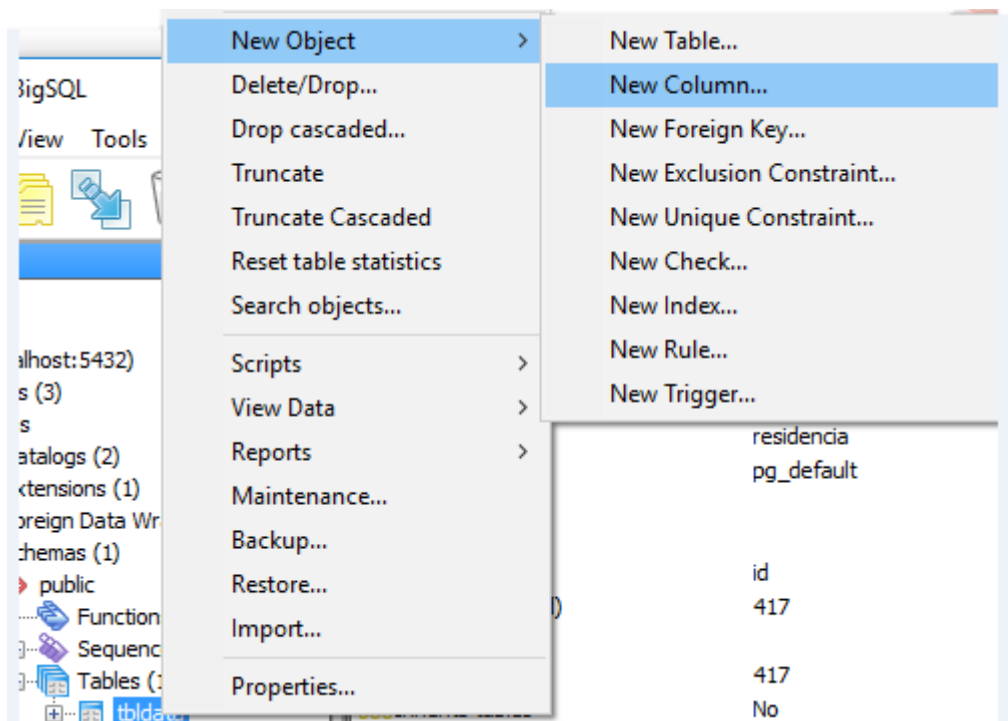 New Object
New Table...
BigSQL
Delete/Drop...
New Column...
View Tools
Drop cascaded...
New Foreign Key...
Truncate
New Exclusion Constraint...
Truncate Cascaded
New Unique Constraint...
Reset table statistics
New Check...
Search objects...
New Index...
alhost:5432)
Scripts
New Rule...
s (3)
View Data
New Trigger...
s
residencia
atalogs (2)
Reports
pg_default
xtensions (1)
Maintenance...
oreign Data Wr
Backup...
chemas (1)
id
public
Restore...
Function
)
417
Import...
Sequenc
Tables (1
Properties...
417
tbldat
No